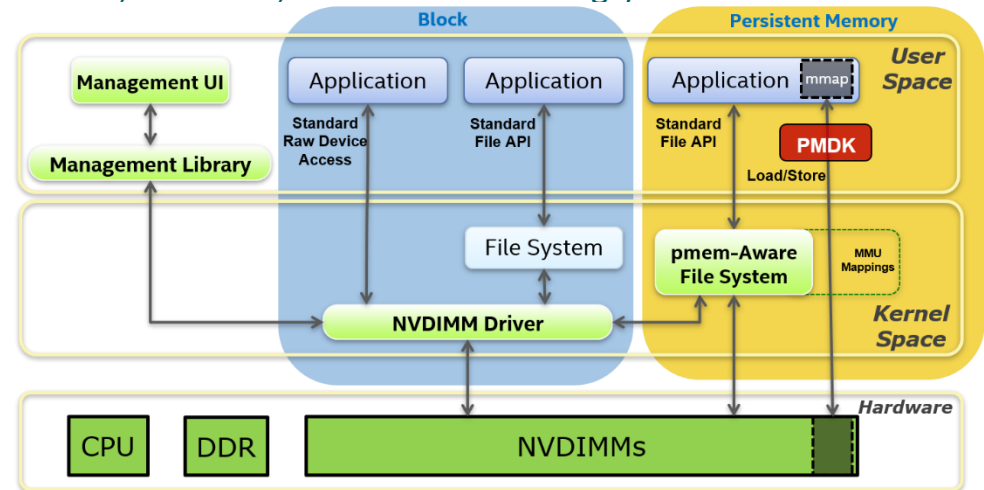 Block
Persistent Memory
User
Space
Management UI
Application
Application
Application
mmap
Standard
Raw Device
Access
Standard
File API
Standard
File API
PMDK
Management Library
Load/Store
File System
pmem-Aware
File System
MMU
Mappings
NVDIMM Driver
Kernel
Space
Hardware
CPU
DDR
NVDIMMs